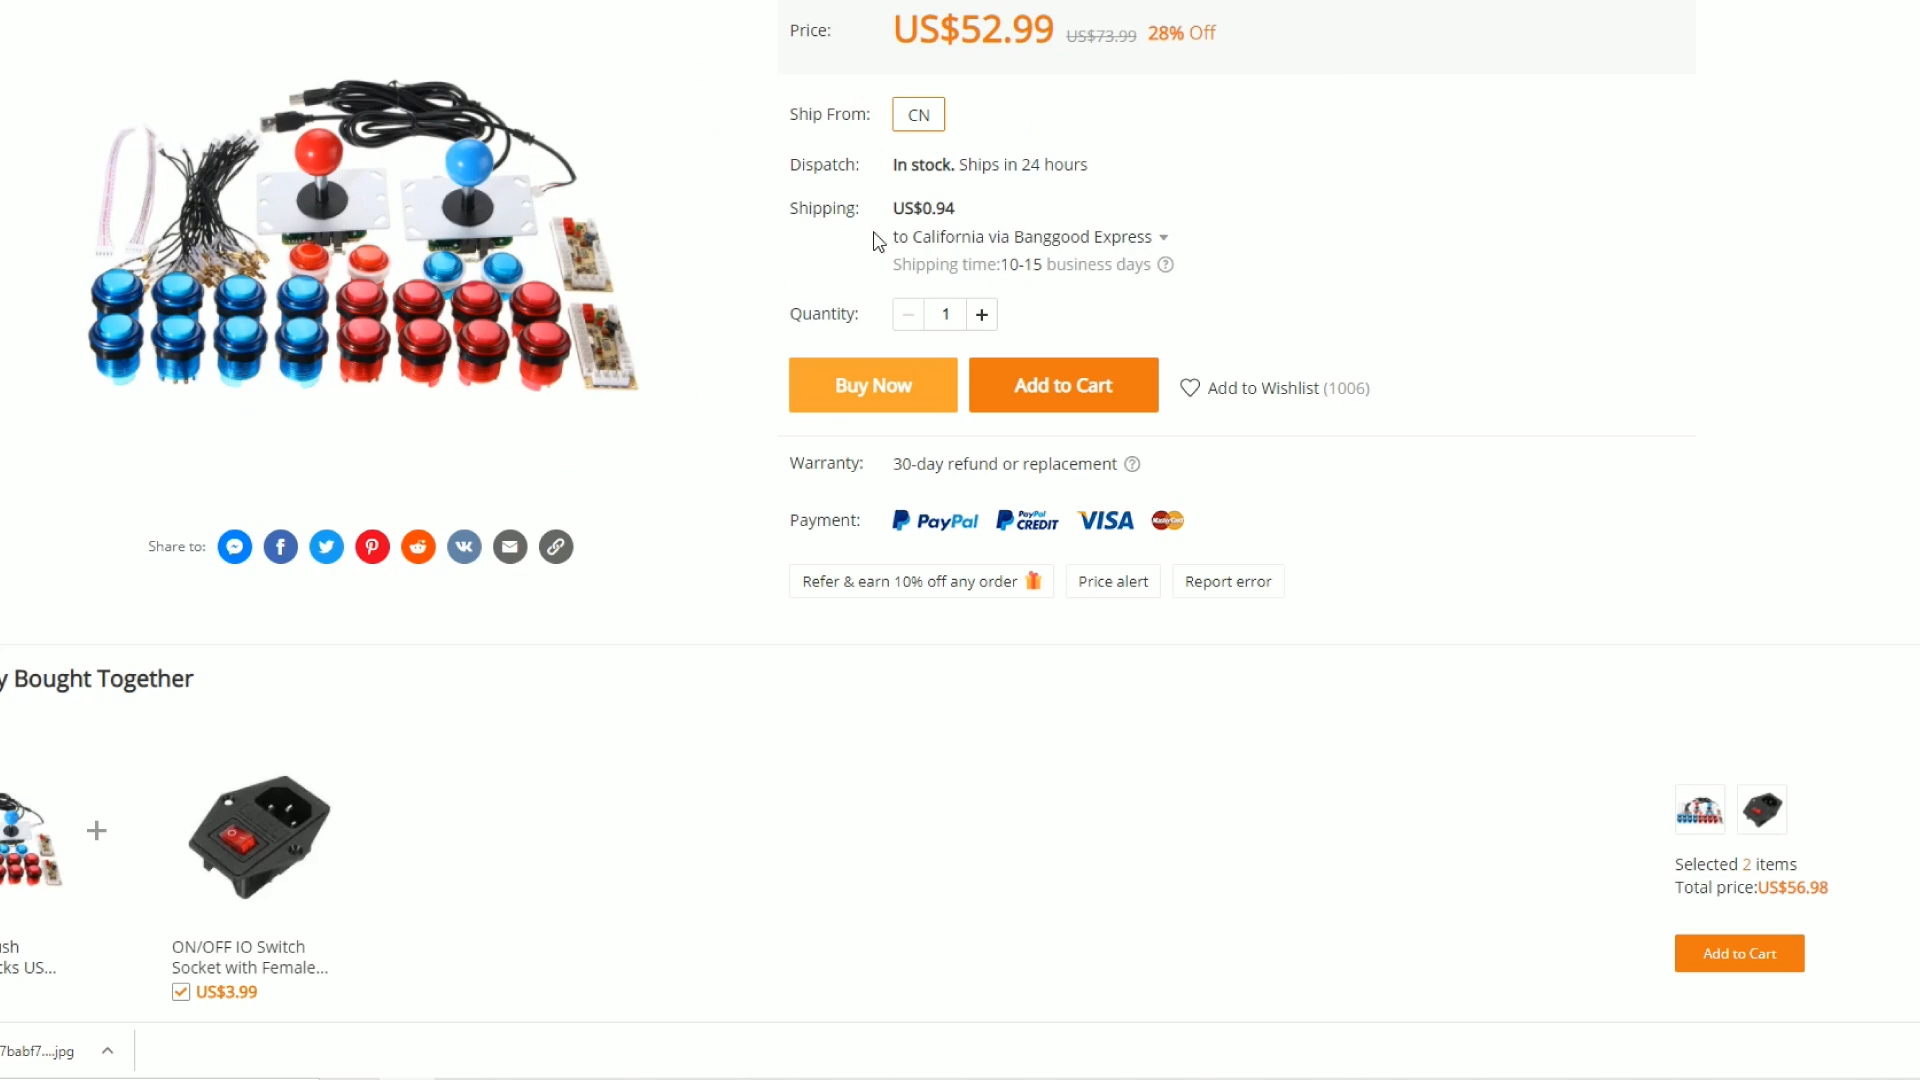 Price: US$52.99 US$73.99 28% Off
Ship From: CN
Dispatch: In stock. Ships in 24 hours
Shipping: US$0.94
to California via Banggood Express
Shipping time:10-15 business days ?
Quantity: − 1 +
Buy Now Add to Cart Add to Wishlist (1006)
Warranty: 30-day refund or replacement ?
Payment: PayPal PayPal CREDIT VISA MasterCard
Share to:
Refer & earn 10% off any order Price alert Report error
y Bought Together
+
Selected 2 items
Total price:US$56.98
Add to Cart
ush
cks US...
ON/OFF IO Switch
Socket with Female...
US$3.99
7babf7....jpg